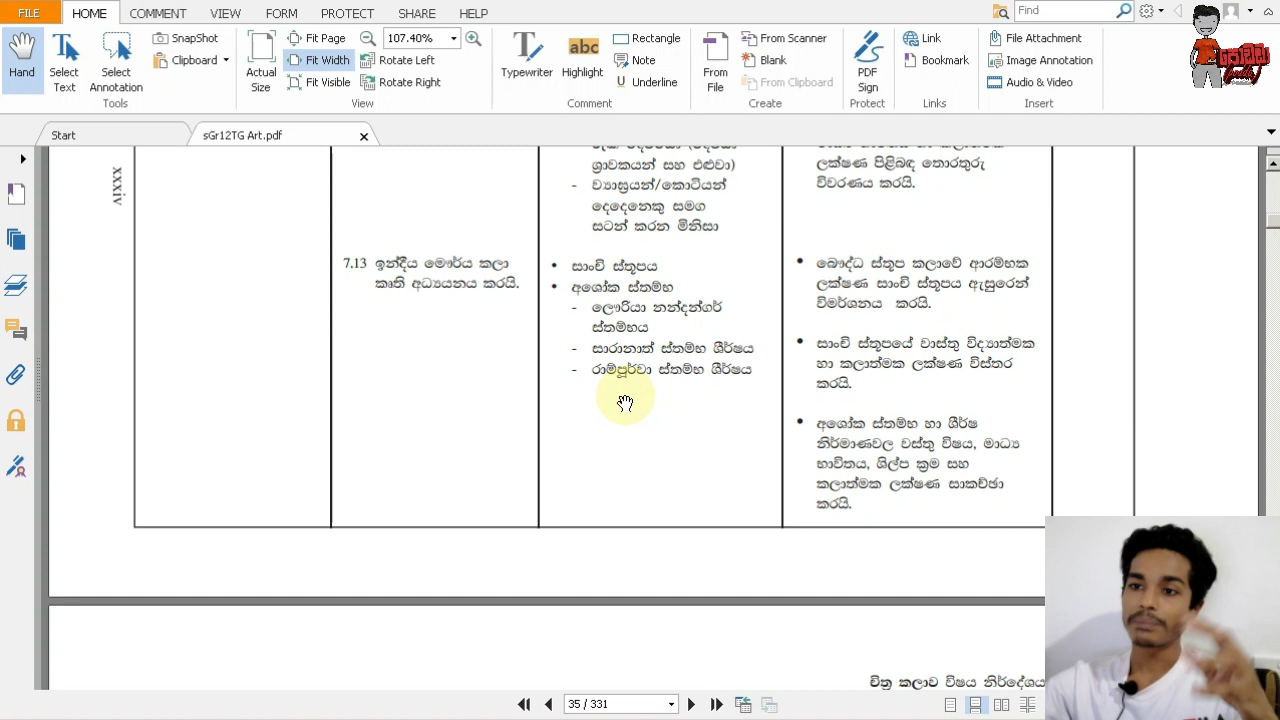 FILE HOME COMMENT VIEW FORM PROTECT SHARE HELP
Find
Hand
Select Text
Select Annotation
SnapShot
Clipboard
Tools
Actual Size
Fit Page
Fit Width
Fit Visible
107.40%
Rotate Left
Rotate Right
View
Typewriter
abc
Highlight
Rectangle
Note
Underline
Comment
From File
From Scanner
Blank
From Clipboard
Create
PDF Sign
Protect
Link
Bookmark
Links
File Attachment
Image Annotation
Audio & Video
Insert
Start
sGr12TG Art.pdf
xxxiv
ශ්‍රාවකයන් සහ එළුවා)
- ව්‍යාඝ්‍රයන්/කොටියන්
දෙදෙනෙකු සමග
සටන් කරන මිනිසා
ලක්ෂණ පිළිබඳ තොරතුරු
විවරණය කරයි.
7.13 ඉන්දීය මෞර්ය කලා
කෘති අධ්‍යයනය කරයි.
• සාංචි ස්තූපය
• අශෝක ස්තම්භ
- ලෞරියා නන්දන්ගර්
ස්තම්භය
- සාරානාත් ස්තම්භ ශීර්ෂය
- රාම්පූර්වා ස්තම්භ ශීර්ෂය
• බෞද්ධ ස්තූප කලාවේ ආරම්භක
ලක්ෂණ සාංචි ස්තූපය ඇසුරෙන්
විමර්ශනය කරයි.
• සාංචි ස්තූපයේ වාස්තු විද්‍යාත්මක
හා කලාත්මක ලක්ෂණ විස්තර
කරයි.
• අශෝක ස්තම්භ හා ශීර්ෂ
නිර්මාණවල වස්තු විෂය, මාධ්‍ය
භාවිතය, ශිල්ප ක්‍රම සහ
කලාත්මක ලක්ෂණ සාකච්ඡා
කරයි.
චිත්‍ර කලාව විෂය නිර්දේශය
35 / 331